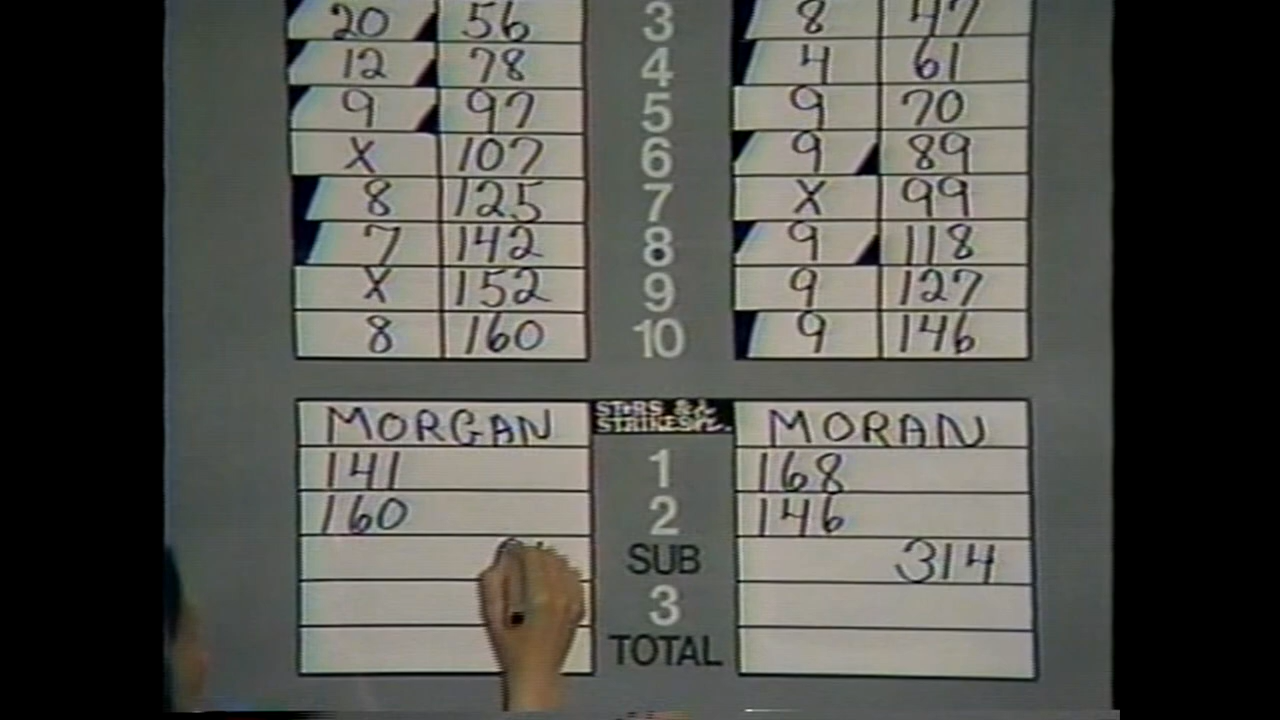 20 56 3 8 47
12 78 4 4 61
9 97 5 9 70
X 107 6 9 89
8 125 7 X 99
7 142 8 9 118
X 152 9 9 127
8 160 10 9 146
MORGAN STARS & STRIKES MORAN
141 1 168
160 2 146
SUB 314
3
TOTAL